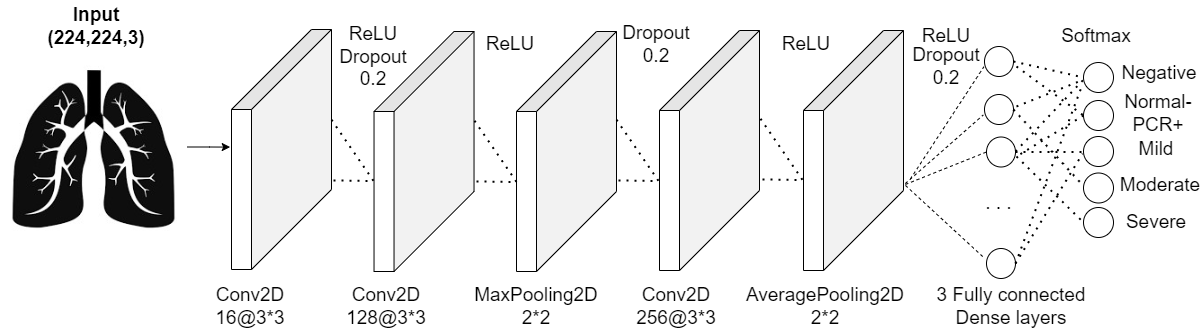 Input
(224,224,3)
ReLU
Dropout
0.2
ReLU
Dropout
0.2
ReLU
ReLU
Dropout
0.2
Softmax
Negative
Normal-
PCR+
Mild
Moderate
Severe
...
Conv2D
16@3*3
Conv2D
128@3*3
MaxPooling2D
2*2
Conv2D
256@3*3
AveragePooling2D
2*2
3 Fully connected
Dense layers